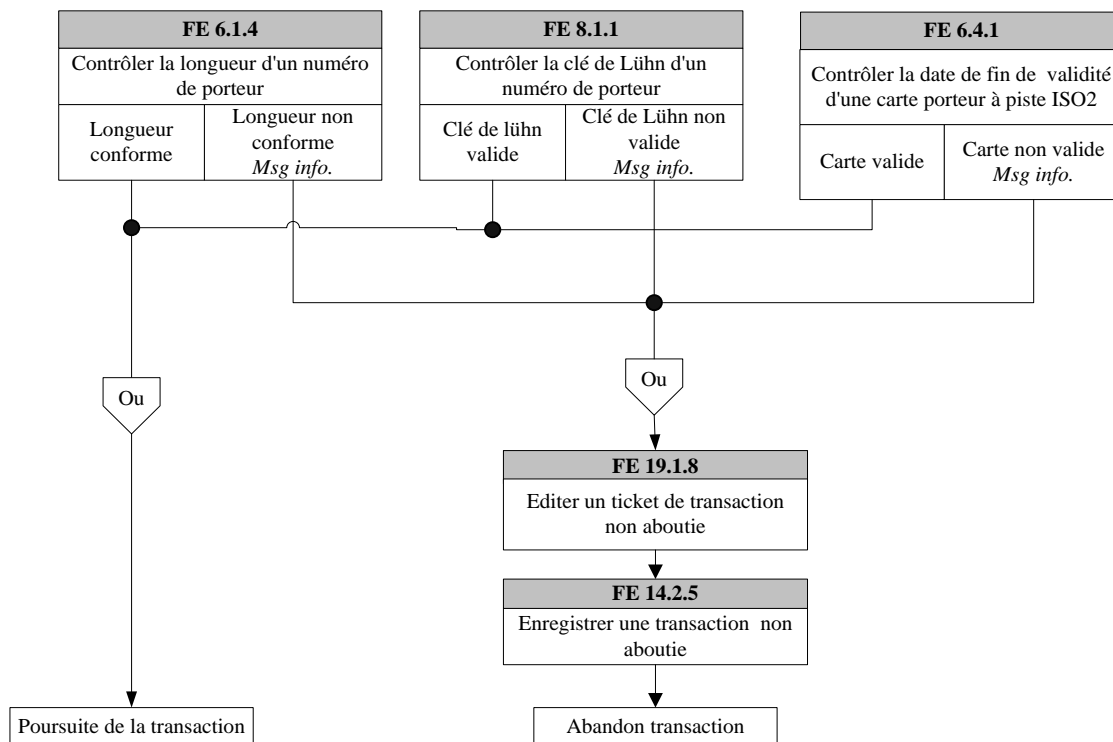 FE 6.1.4
Contrôler la longueur d'un numéro
de porteur
Longueur
conforme
Longueur non
conforme
Msg info.
FE 8.1.1
Contrôler la clé de Lühn d'un
numéro de porteur
Clé de lühn
valide
Clé de Lühn non
valide
Msg info.
FE 6.4.1
Contrôler la date de fin de validité
d'une carte porteur à piste ISO2
Carte valide
Carte non valide
Msg info.
Ou
Ou
FE 19.1.8
Editer un ticket de transaction
non aboutie
FE 14.2.5
Enregistrer une transaction non
aboutie
Poursuite de la transaction
Abandon transaction